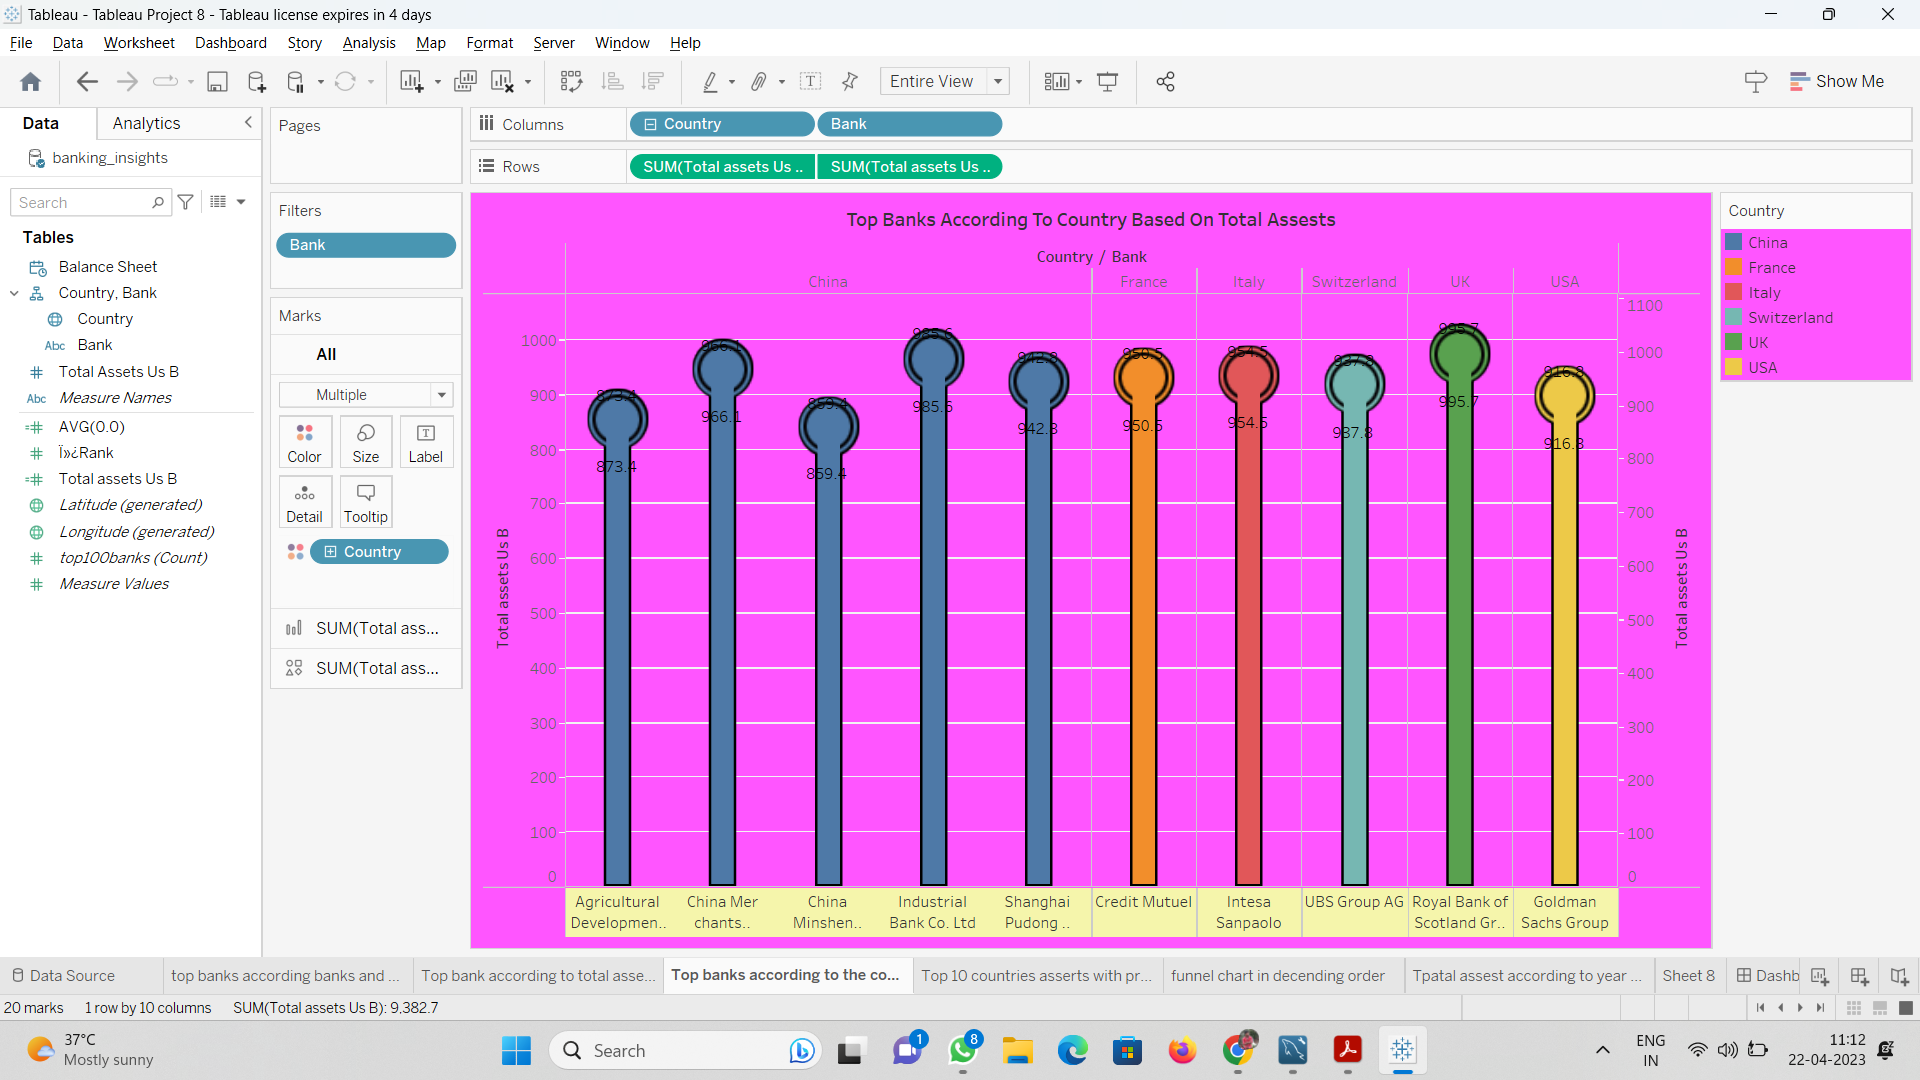 Tableau - Tableau Project 8 - Tableau license expires in 4 days
File Data Worksheet Dashboard Story Analysis Map Format Server Window Help
Entire View
Show Me
Data Analytics
banking_insights
Search
Tables
Balance Sheet
Country, Bank
Country
Abc Bank
Total Assets Us B
Abc Measure Names
AVG(0.0)
ï»¿Rank
Total assets Us B
Latitude (generated)
Longitude (generated)
top100banks (Count)
Measure Values
Pages
Filters
Bank
Marks
All
Multiple
Color Size Label
Detail Tooltip
Country
SUM(Total ass...
SUM(Total ass...
Columns Country Bank
Rows SUM(Total assets Us .. SUM(Total assets Us ..
Top Banks According To Country Based On Total Assests
Country / Bank
China France Italy Switzerland UK USA
Total assets Us B
1000
900
800
700
600
500
400
300
200
100
0
873.4 966.1 859.4 985.6 942.3 950.5 954.5 937.8 995.7 916.3
873.4 966.1 859.4 985.6 942.3 950.5 954.5 937.8 995.7 916.3
1100
1000
900
800
700
600
500
400
300
200
100
0
Total assets Us B
Agricultural Developmen..
China Mer chants..
China Minshen..
Industrial Bank Co. Ltd
Shanghai Pudong ..
Credit Mutuel
Intesa Sanpaolo
UBS Group AG
Royal Bank of Scotland Gr..
Goldman Sachs Group
Country
China
France
Italy
Switzerland
UK
USA
Data Source top banks according banks and ... Top bank according to total asse... Top banks according to the co... Top 10 countries asserts with pr... funnel chart in decending order Tpatal assest according to year ... Sheet 8 Dashb
20 marks 1 row by 10 columns SUM(Total assets Us B): 9,382.7
37°C
Mostly sunny
Search
1
8
ENG
IN
11:12
22-04-2023